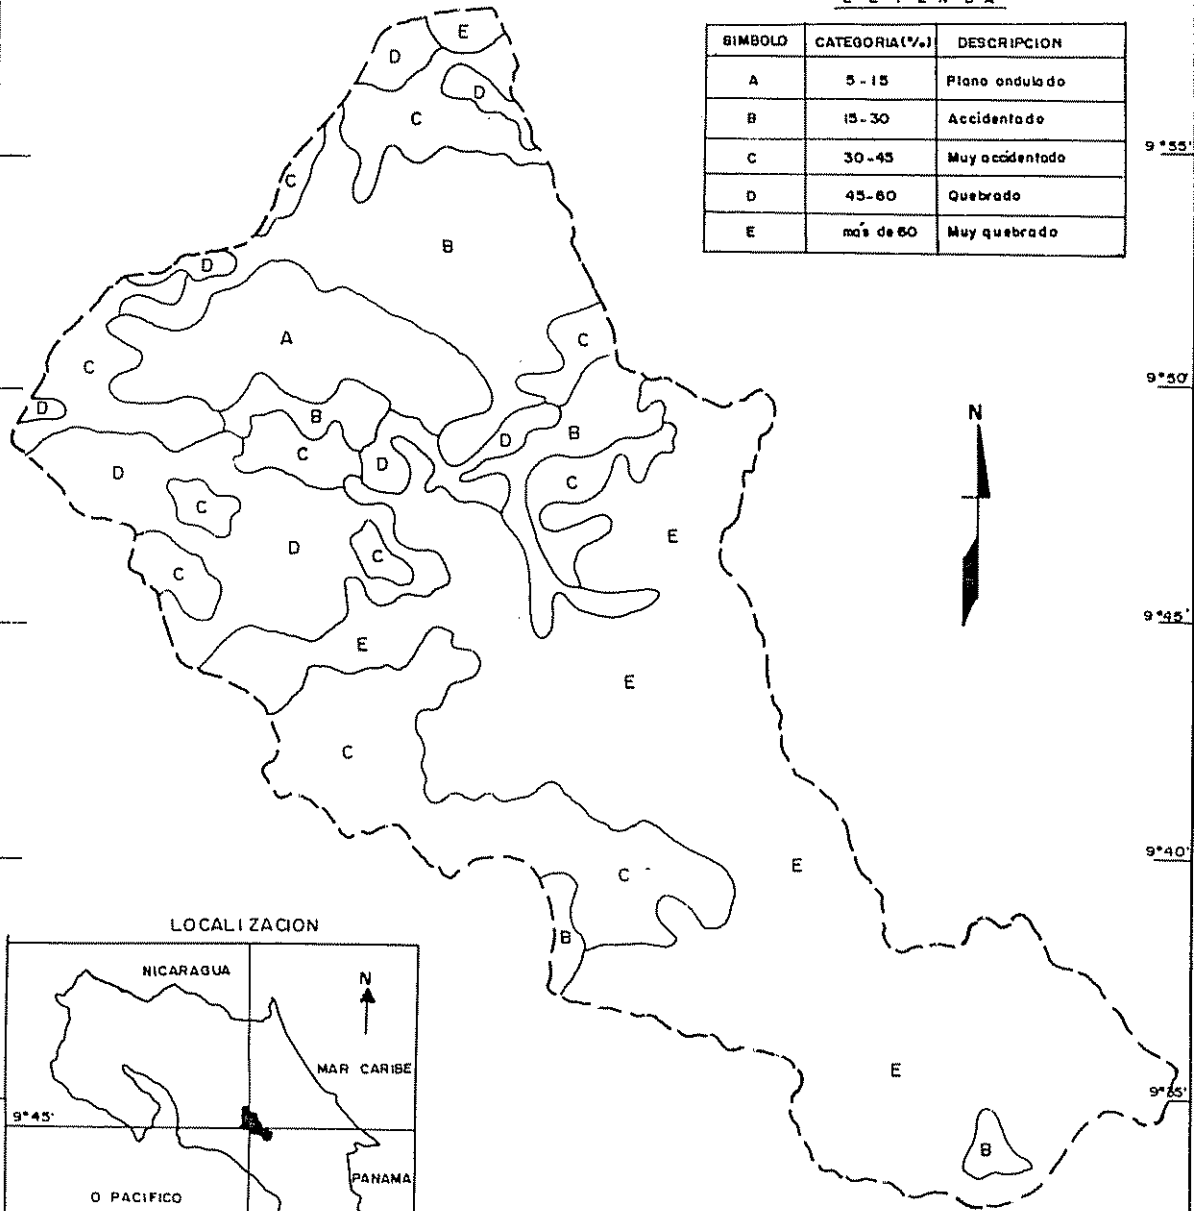 L E Y E N D A
SIMBOLO CATEGORIA (%) DESCRIPCION
A 5-15 Plano ondulado
B 15-30 Accidentado
C 30-45 Muy accidentado
D 45-60 Quebrado
E más de 60 Muy quebrado
E
D
D
C
9°55'
C
B
D
A
C
C
9°50'
D
B
N
D
B
C
D
D
C
C
E
D
C
C
9°45'
E
E
C
9°40'
E
C
B
E
9°35'
B
LOCALIZACION
NICARAGUA
N
MAR CARIBE
9°45'
PANAMA
O PACIFICO